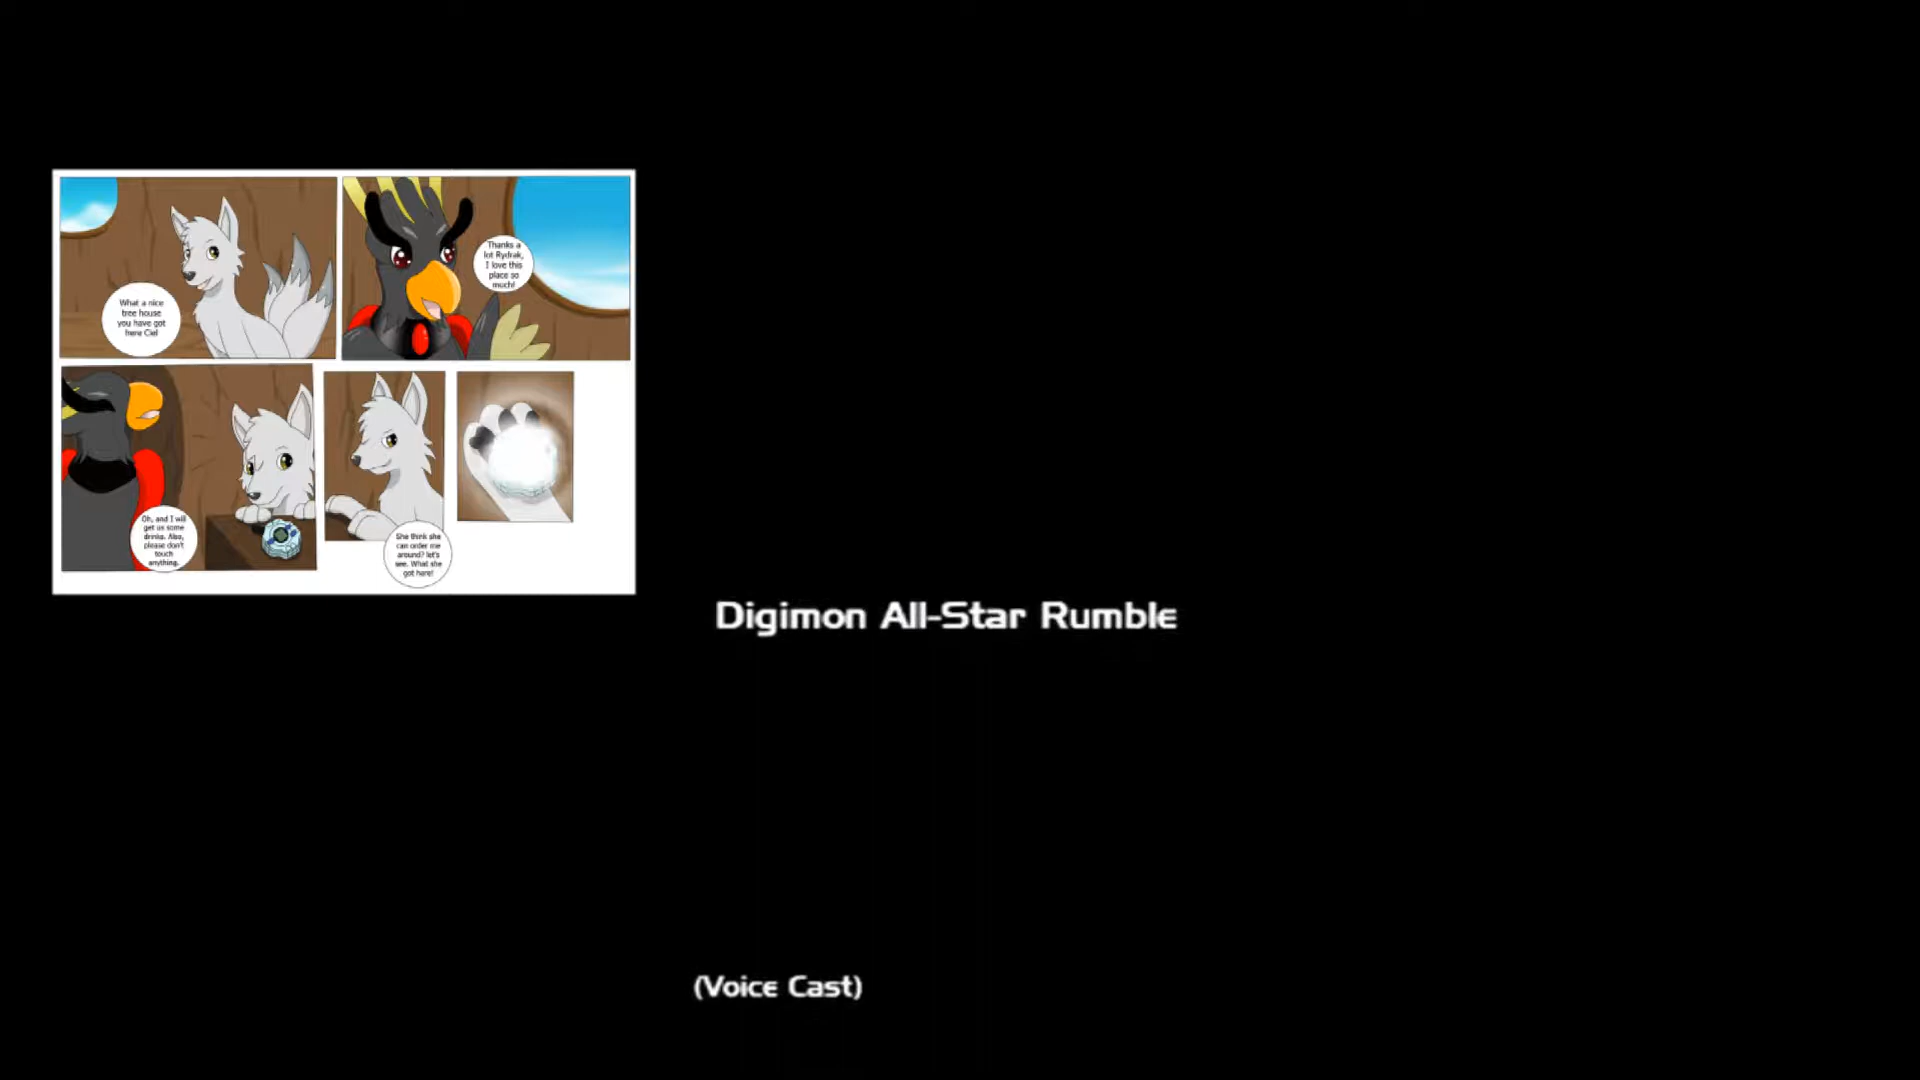 What a nice
tree house
you have got
here Ciel
Thanks a
lot Rydrak,
I love this
place so
much!
Oh, and I will
get us some
drinks. Also,
please don't
touch
anything.
She think she
can order me
around? let's
see. What she
got here!
Digimon All-Star Rumble
(Voice Cast)